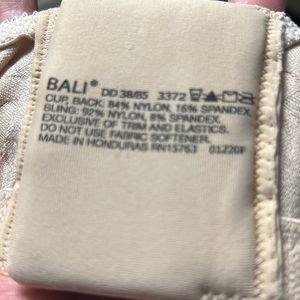 BALI® DD 38/85 3372
CUP, BACK: 84% NYLON, 16% SPANDEX,
SLING: 92% NYLON, 8% SPANDEX,
EXCLUSIVE OF TRIM AND ELASTICS.
DO NOT USE FABRIC SOFTENER.
MADE IN HONDURAS RN15763 01220F